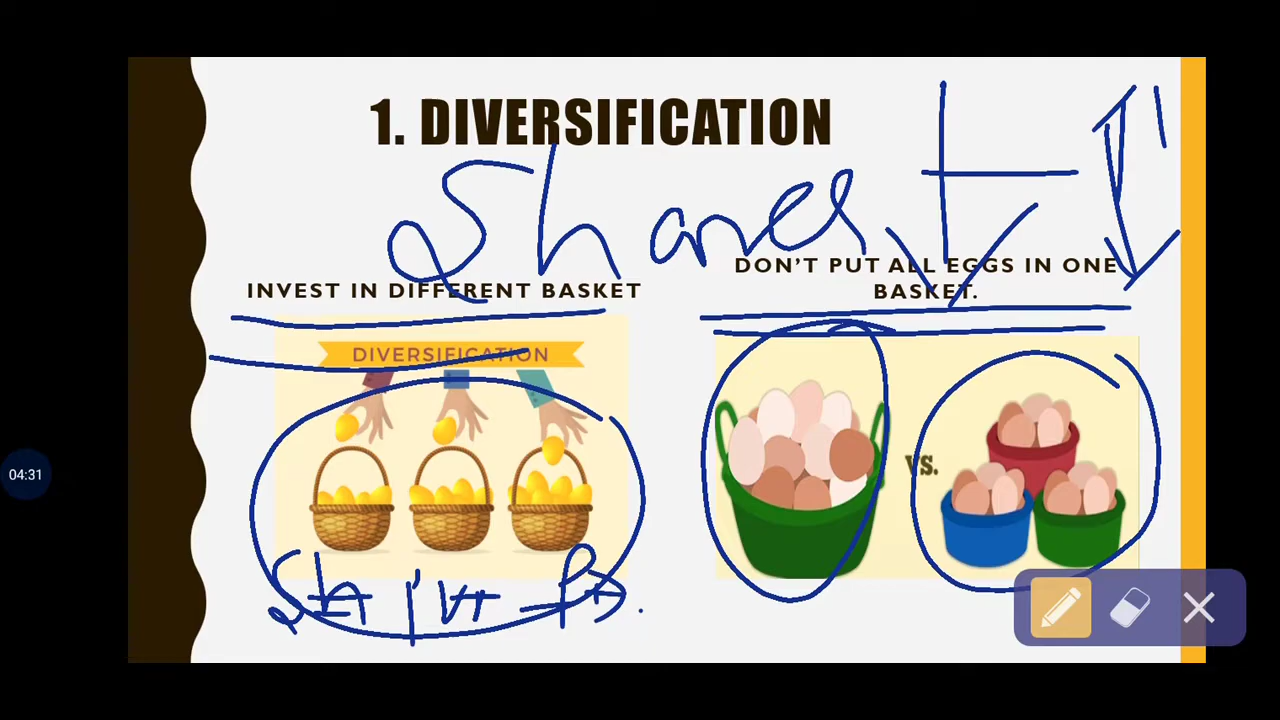 1. DIVERSIFICATION
Shares
INVEST IN DIFFERENT BASKET
DON'T PUT ALL EGGS IN ONE
BASKET.
DIVERSIFICATION
VS.
04:31